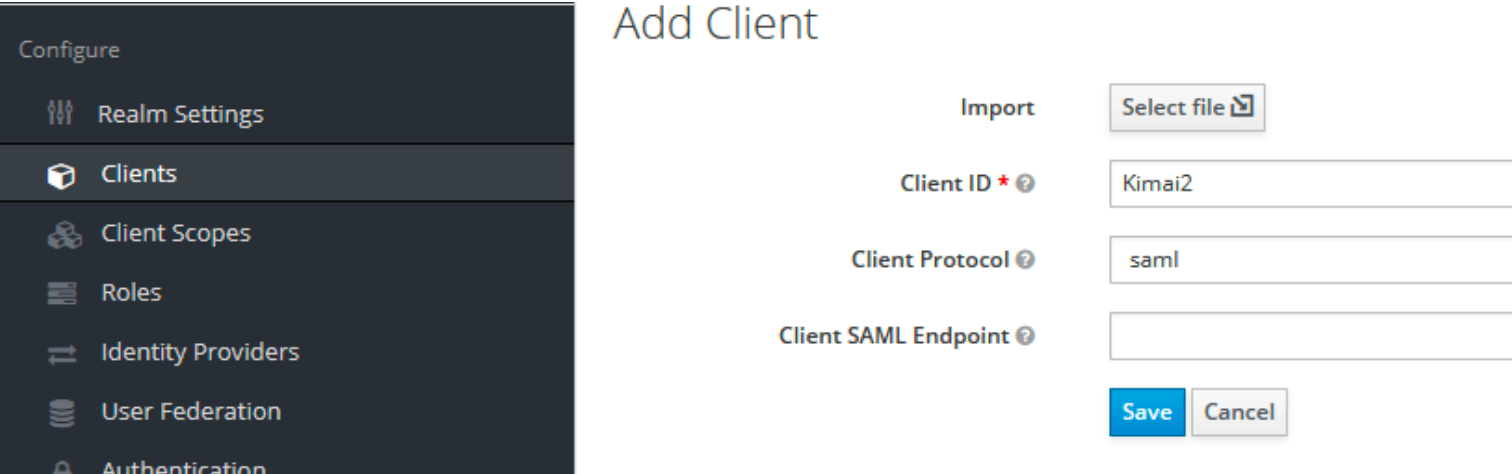 Configure
Realm Settings
Clients
Client Scopes
Roles
Identity Providers
User Federation
Authentication
Add Client
Import Select file
Client ID * Kimai2
Client Protocol saml
Client SAML Endpoint
Save Cancel